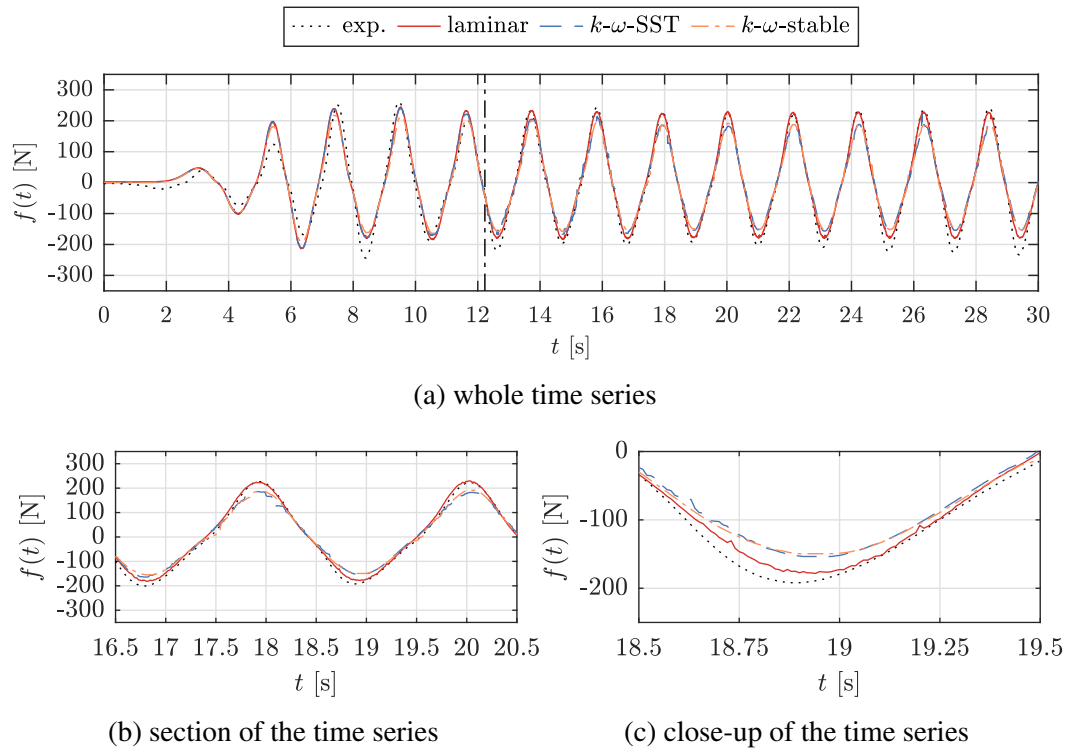 exp. laminar k-ω-SST k-ω-stable
300
200
100
0
-100
-200
-300
f(t) [N]
0 2 4 6 8 10 12 14 16 18 20 22 24 26 28 30
t [s]
(a) whole time series
300
200
100
0
-100
-200
-300
f(t) [N]
16.5 17 17.5 18 18.5 19 19.5 20 20.5
t [s]
(b) section of the time series
0
-100
-200
f(t) [N]
18.5 18.75 19 19.25 19.5
t [s]
(c) close-up of the time series